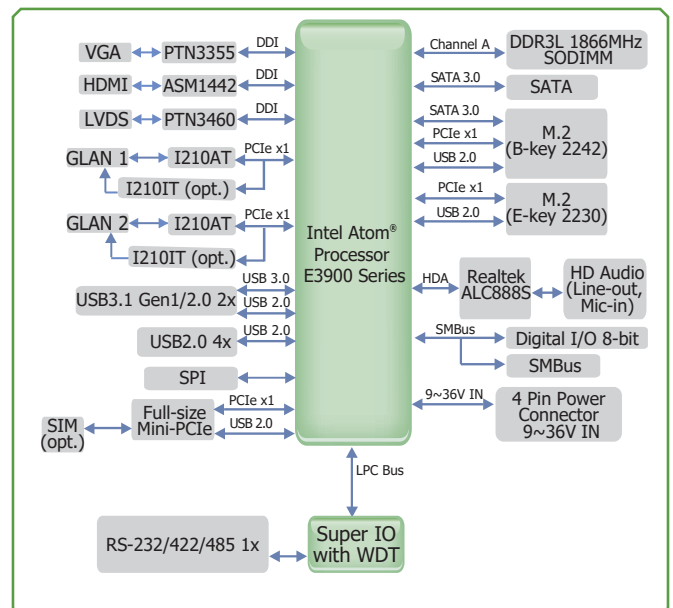 VGA
PTN3355
DDI
HDMI
ASM1442
DDI
LVDS
PTN3460
DDI
GLAN 1
I210AT
PCIe x1
I210IT (opt.)
GLAN 2
I210AT
PCIe x1
I210IT (opt.)
USB3.1 Gen1/2.0 2x
USB 3.0
USB 2.0
USB2.0 4x
USB 2.0
SPI
SIM
(opt.)
Full-size
Mini-PCIe
PCIe x1
USB 2.0
Intel Atom®
Processor
E3900 Series
Channel A
DDR3L 1866MHz
SODIMM
SATA 3.0
SATA
SATA 3.0
PCIe x1
USB 2.0
M.2
(B-key 2242)
PCIe x1
USB 2.0
M.2
(E-key 2230)
HDA
Realtek
ALC888S
HD Audio
(Line-out,
Mic-in)
SMBus
Digital I/O 8-bit
SMBus
9~36V IN
4 Pin Power
Connector
9~36V IN
LPC Bus
RS-232/422/485 1x
Super IO
with WDT